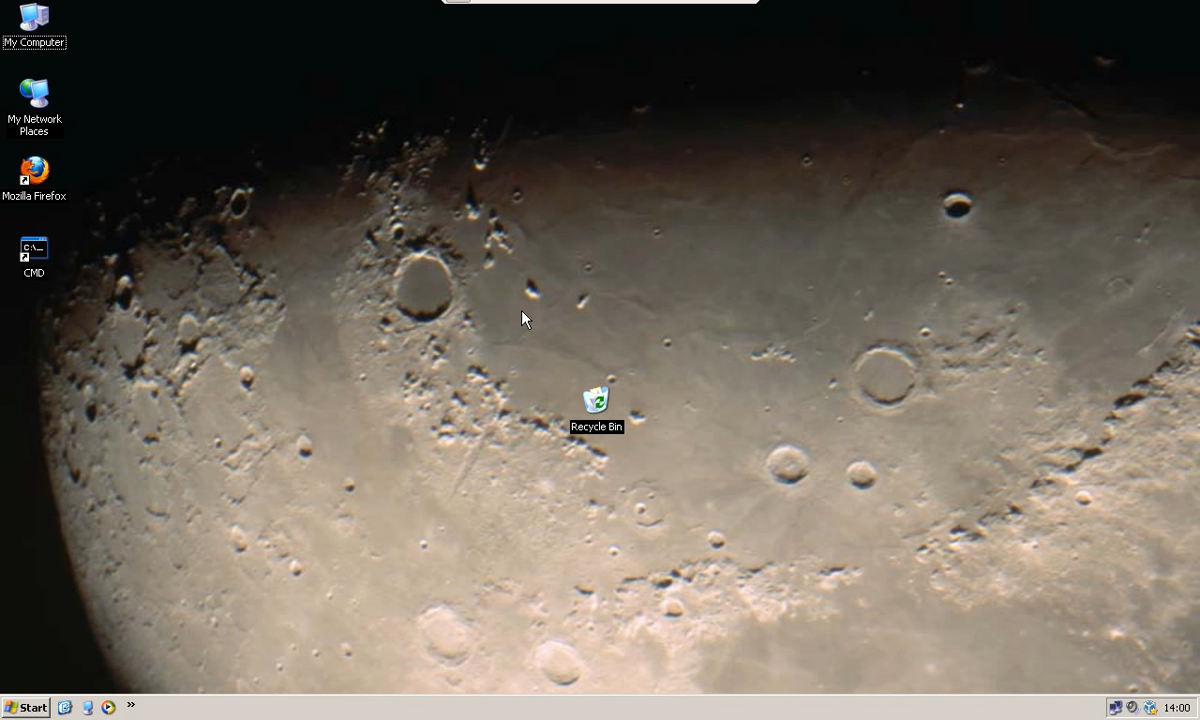 My Computer
My Network
Places
Mozilla Firefox
C:\_
CMD
Recycle Bin
Start
»
14:00